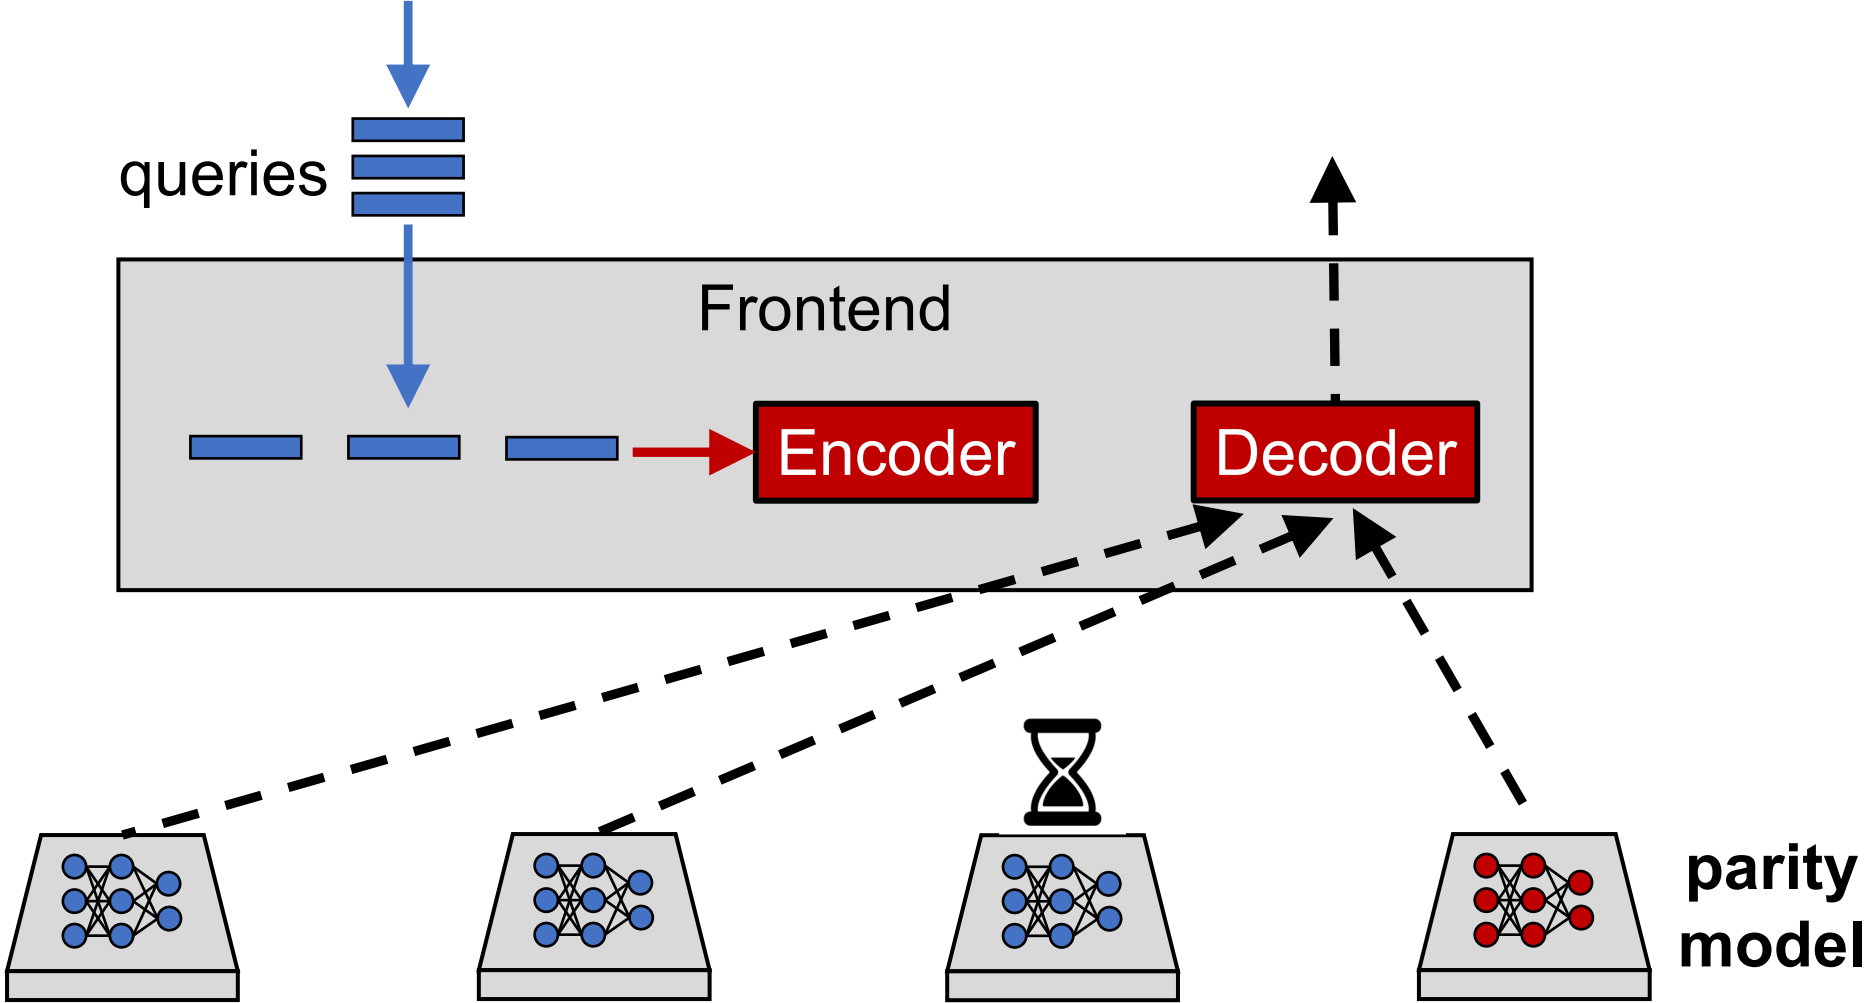 queries
Frontend
Encoder
Decoder
parity
model